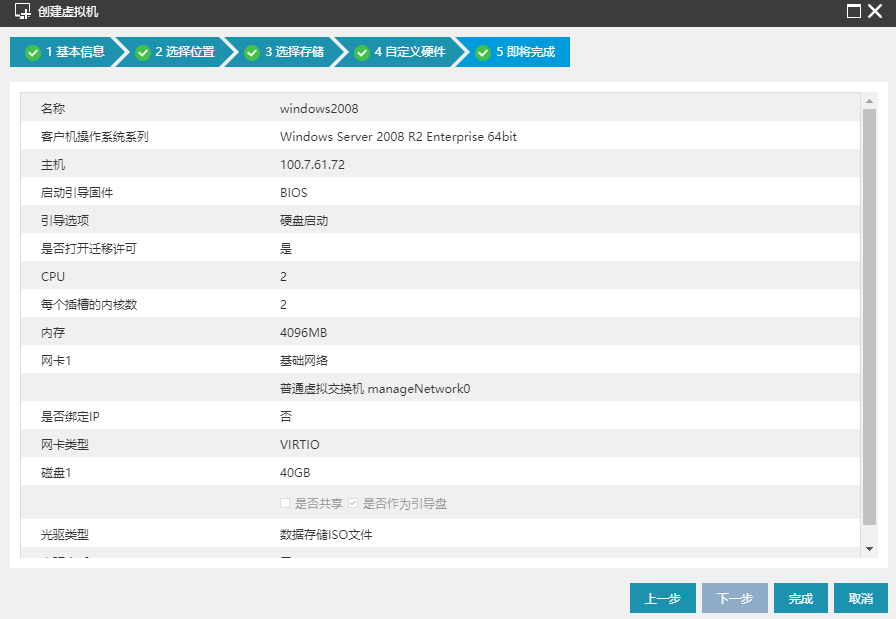 创建虚拟机
1 基本信息 2 选择位置 3 选择存储 4 自定义硬件 5 即将完成
名称 windows2008
客户机操作系统系列 Windows Server 2008 R2 Enterprise 64bit
主机 100.7.61.72
启动引导固件 BIOS
引导选项 硬盘启动
是否打开迁移许可 是
CPU 2
每个插槽的内核数 2
内存 4096MB
网卡1 基础网络
普通虚拟交换机 manageNetwork0
是否绑定IP 否
网卡类型 VIRTIO
磁盘1 40GB
是否共享 是否作为引导盘
光驱类型 数据存储ISO文件
上一步 下一步 完成 取消